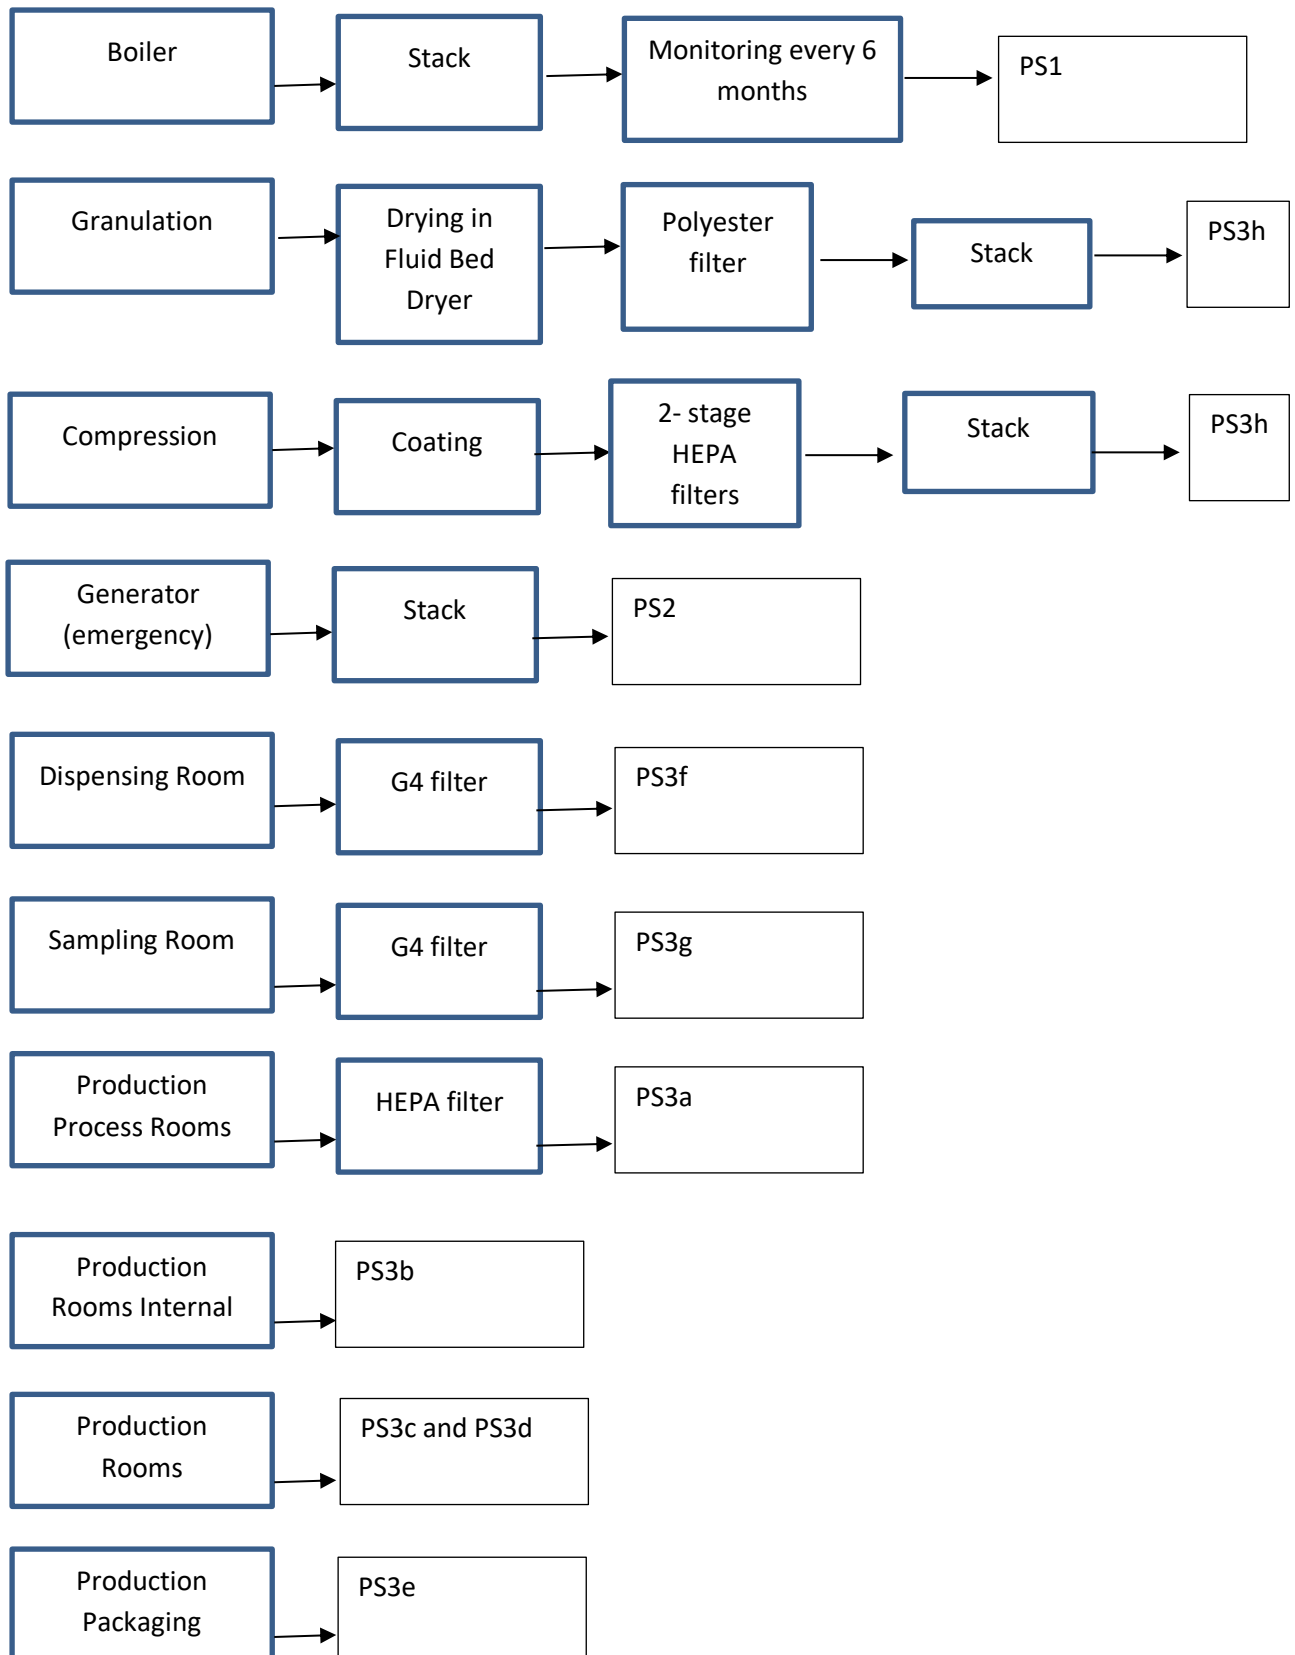 Boiler
Stack
Monitoring every 6
months
PS1
Granulation
Drying in
Fluid Bed
Dryer
Polyester
filter
Stack
PS3h
Compression
Coating
2- stage
HEPA
filters
Stack
PS3h
Generator
(emergency)
Stack
PS2
Dispensing Room
G4 filter
PS3f
Sampling Room
G4 filter
PS3g
Production
Process Rooms
HEPA filter
PS3a
Production
Rooms Internal
PS3b
Production
Rooms
PS3c and PS3d
Production
Packaging
PS3e